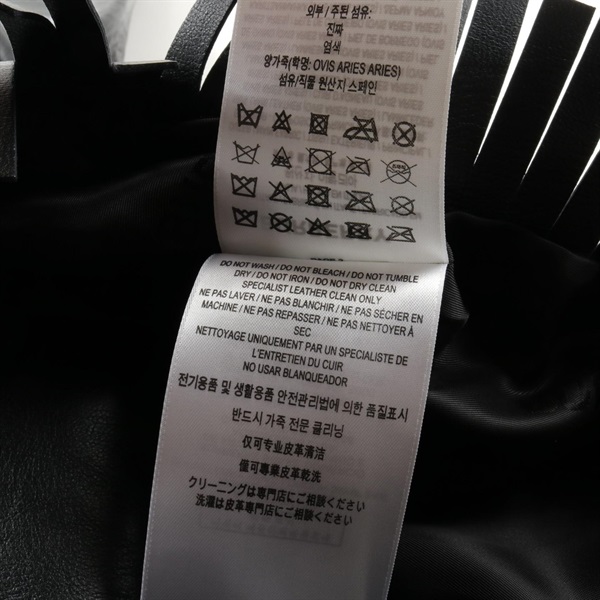 외부 / 주된 섬유:
진짜
염색
양가죽(학명: OVIS ARIES ARIES)
섬유/직물 원산지 스페인
DO NOT WASH / DO NOT BLEACH / DO NOT TUMBLE
DRY / DO NOT IRON / DO NOT DRY CLEAN
SPECIALIST LEATHER CLEAN ONLY
NE PAS LAVER / NE PAS BLANCHIR / NE PAS SÉCHER EN
MACHINE / NE PAS REPASSER / NE PAS NETTOYER À
SEC
NETTOYAGE UNIQUEMENT PAR UN SPECIALISTE DE
L'ENTRETIEN DU CUIR
NO USAR BLANQUEADOR
전기용품 및 생활용품 안전관리법에 의한 품질표시
반드시 가죽 전문 클리닝
仅可专业皮革清洁
僅可專業皮革乾洗
クリーニングは専門店にご相談ください
洗濯は皮革専門店にご相談ください